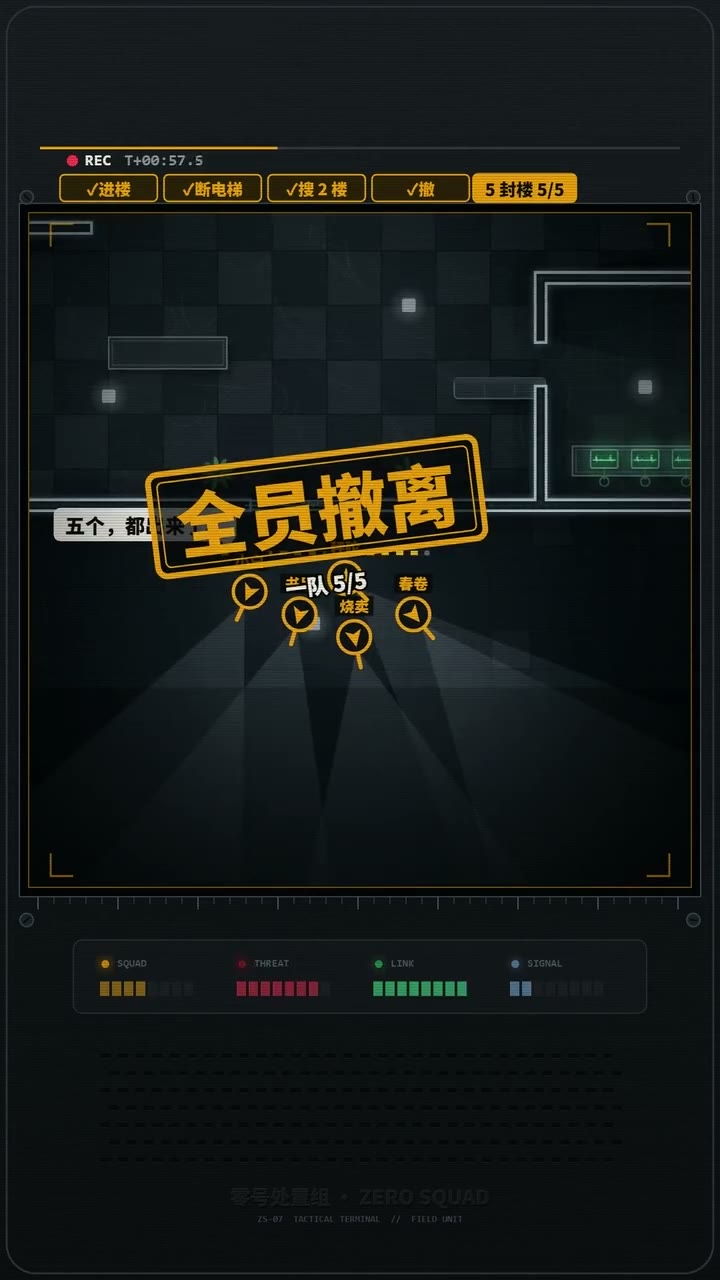 REC T+00:57.5
✓进楼 ✓断电梯 ✓搜 2 楼 ✓撤 5 封楼 5/5
全员撤离
五个，都出来
一队 5/5
春卷
烧卖
SQUAD THREAT LINK SIGNAL
零号处置组 · ZERO SQUAD
ZS-07 TACTICAL TERMINAL // FIELD UNIT